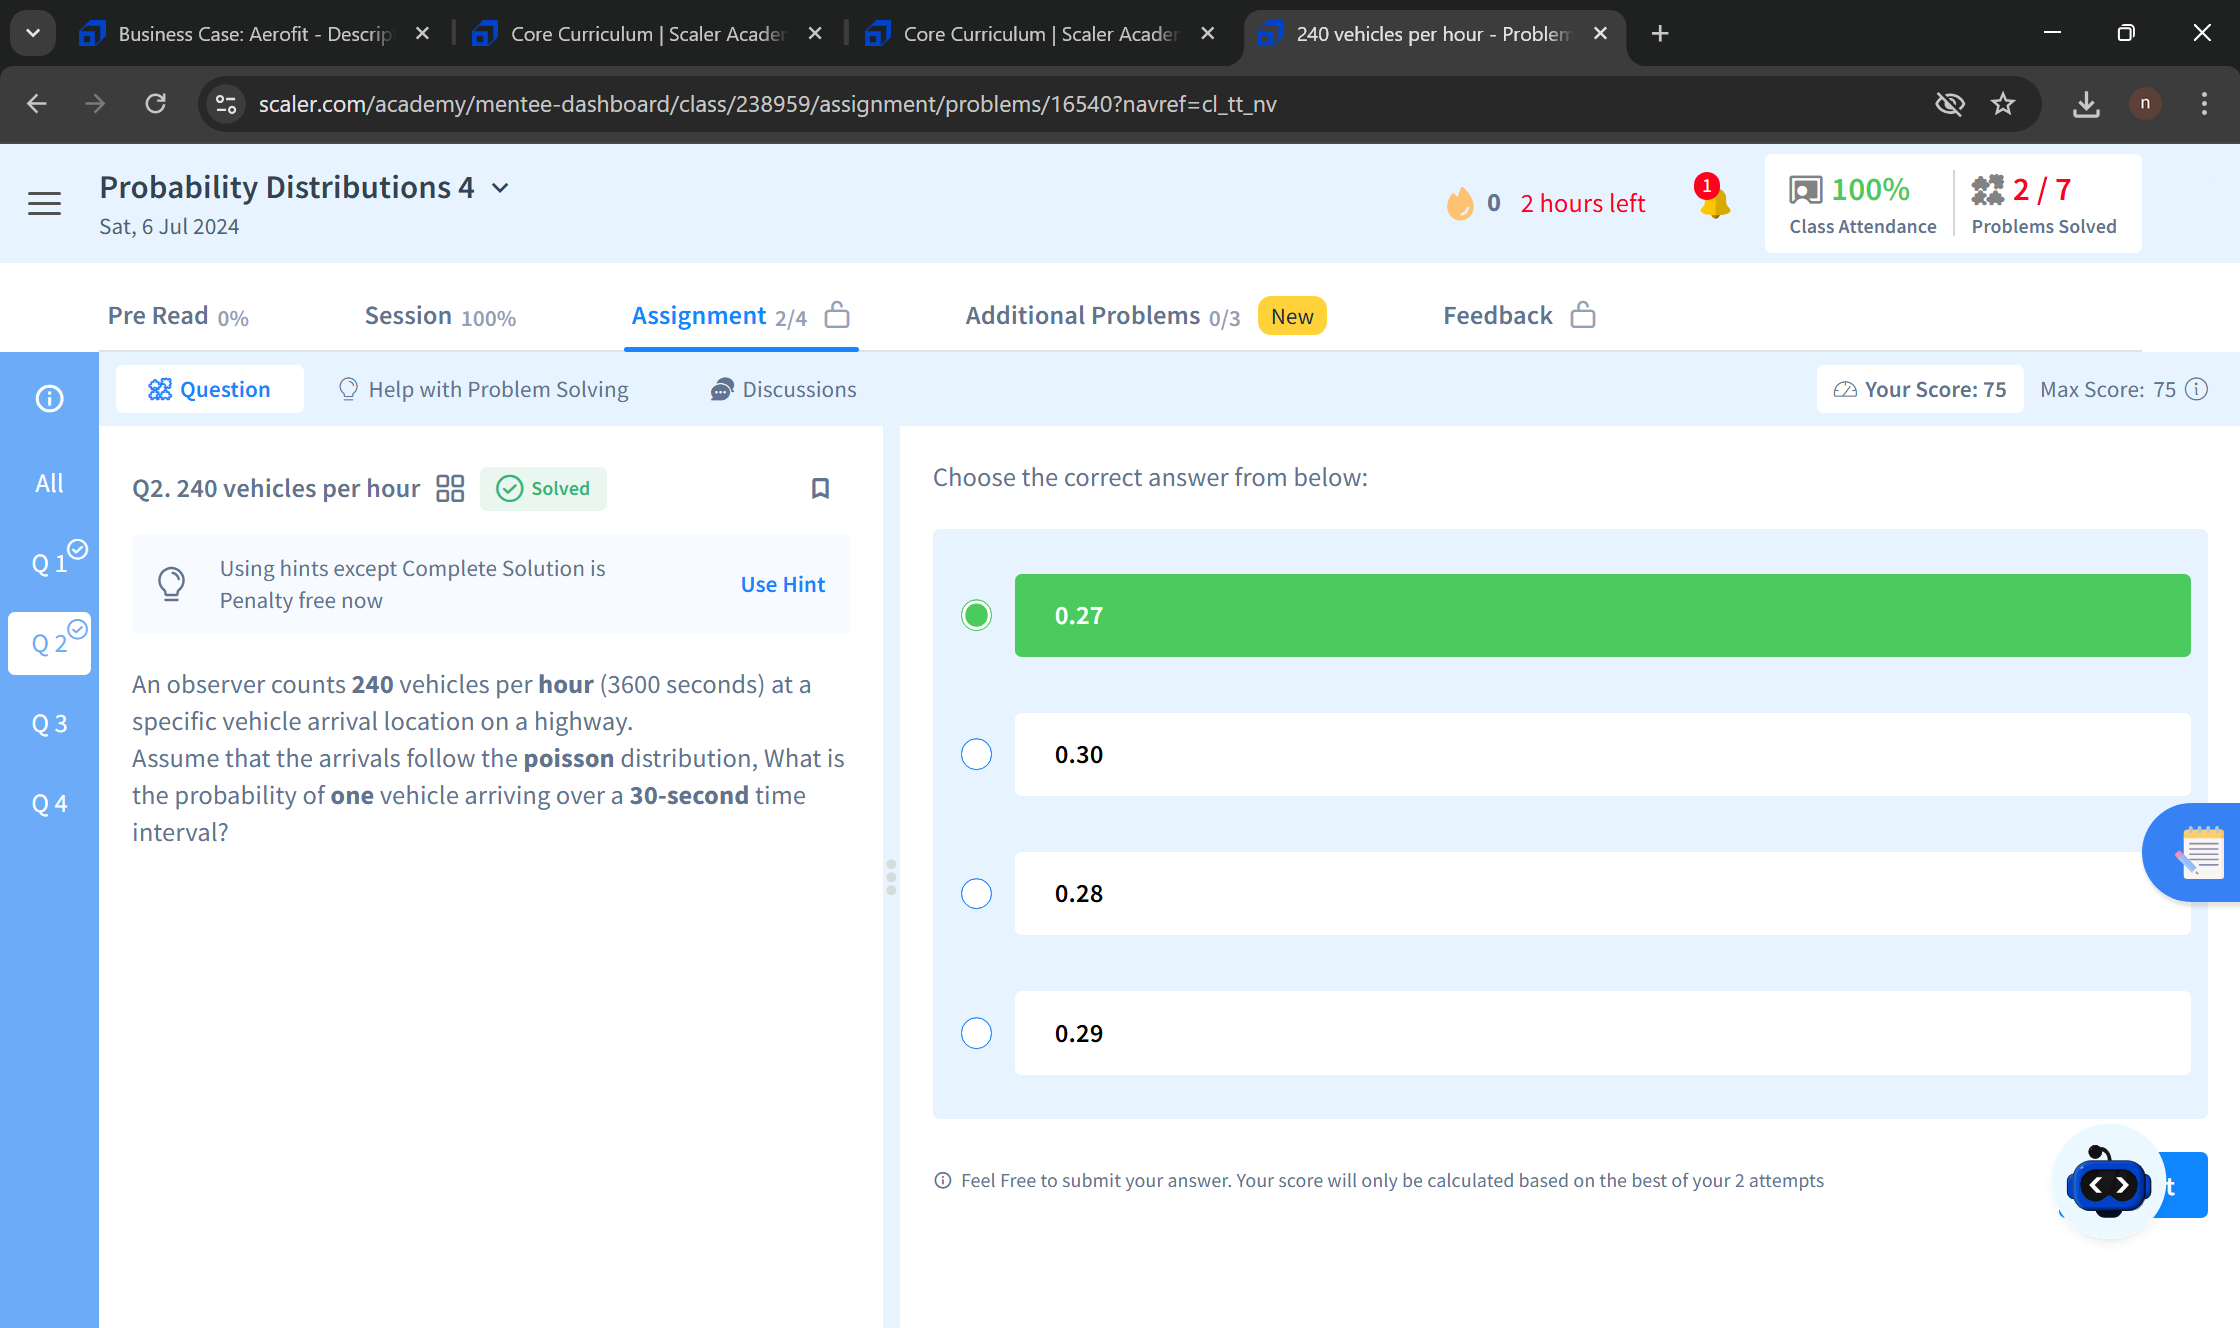 Business Case: Aerofit - Descrip
Core Curriculum | Scaler Acader
Core Curriculum | Scaler Acader
240 vehicles per hour - Problem
scaler.com/academy/mentee-dashboard/class/238959/assignment/problems/16540?navref=cl_tt_nv
n
Probability Distributions 4
Sat, 6 Jul 2024
0 2 hours left
1
100%
Class Attendance
2 / 7
Problems Solved
Pre Read 0%
Session 100%
Assignment 2/4
Additional Problems 0/3 New
Feedback
Question
Help with Problem Solving
Discussions
Your Score: 75
Max Score: 75
All
Q 1
Q 2
Q 3
Q 4
Q2. 240 vehicles per hour
Solved
Using hints except Complete Solution is
Penalty free now
Use Hint
An observer counts 240 vehicles per hour (3600 seconds) at a
specific vehicle arrival location on a highway.
Assume that the arrivals follow the poisson distribution, What is
the probability of one vehicle arriving over a 30-second time
interval?
Choose the correct answer from below:
0.27
0.30
0.28
0.29
Feel Free to submit your answer. Your score will only be calculated based on the best of your 2 attempts